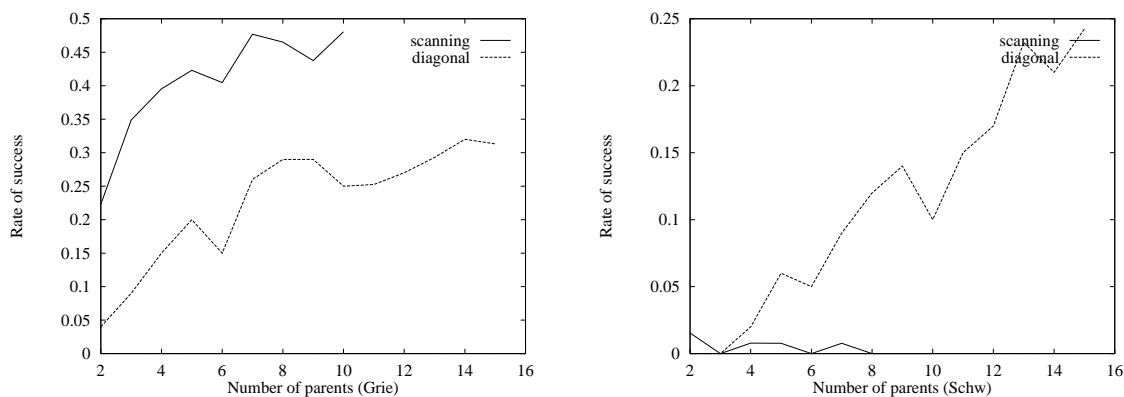 0.5
0.45
0.4
0.35
0.3
0.25
0.2
0.15
0.1
0.05
0
2 4 6 8 10 12 14 16
Rate of success
Number of parents (Grie)
scanning
diagonal
0.25
0.2
0.15
0.1
0.05
0
2 4 6 8 10 12 14 16
Rate of success
Number of parents (Schw)
scanning
diagonal